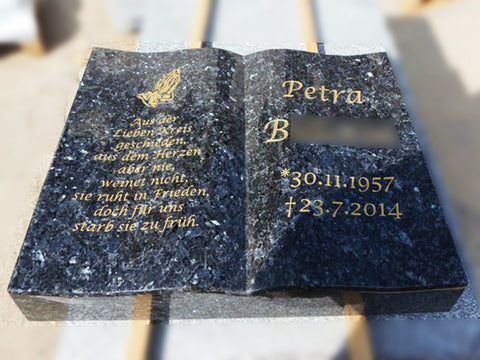 Aus der
Lieben Kreis
geschieden,
aus dem Herzen
aber nie,
weinet nicht,
sie ruht in Frieden,
doch für uns
starb sie zu früh.
Petra
B
*30.11.1957
†23.7.2014